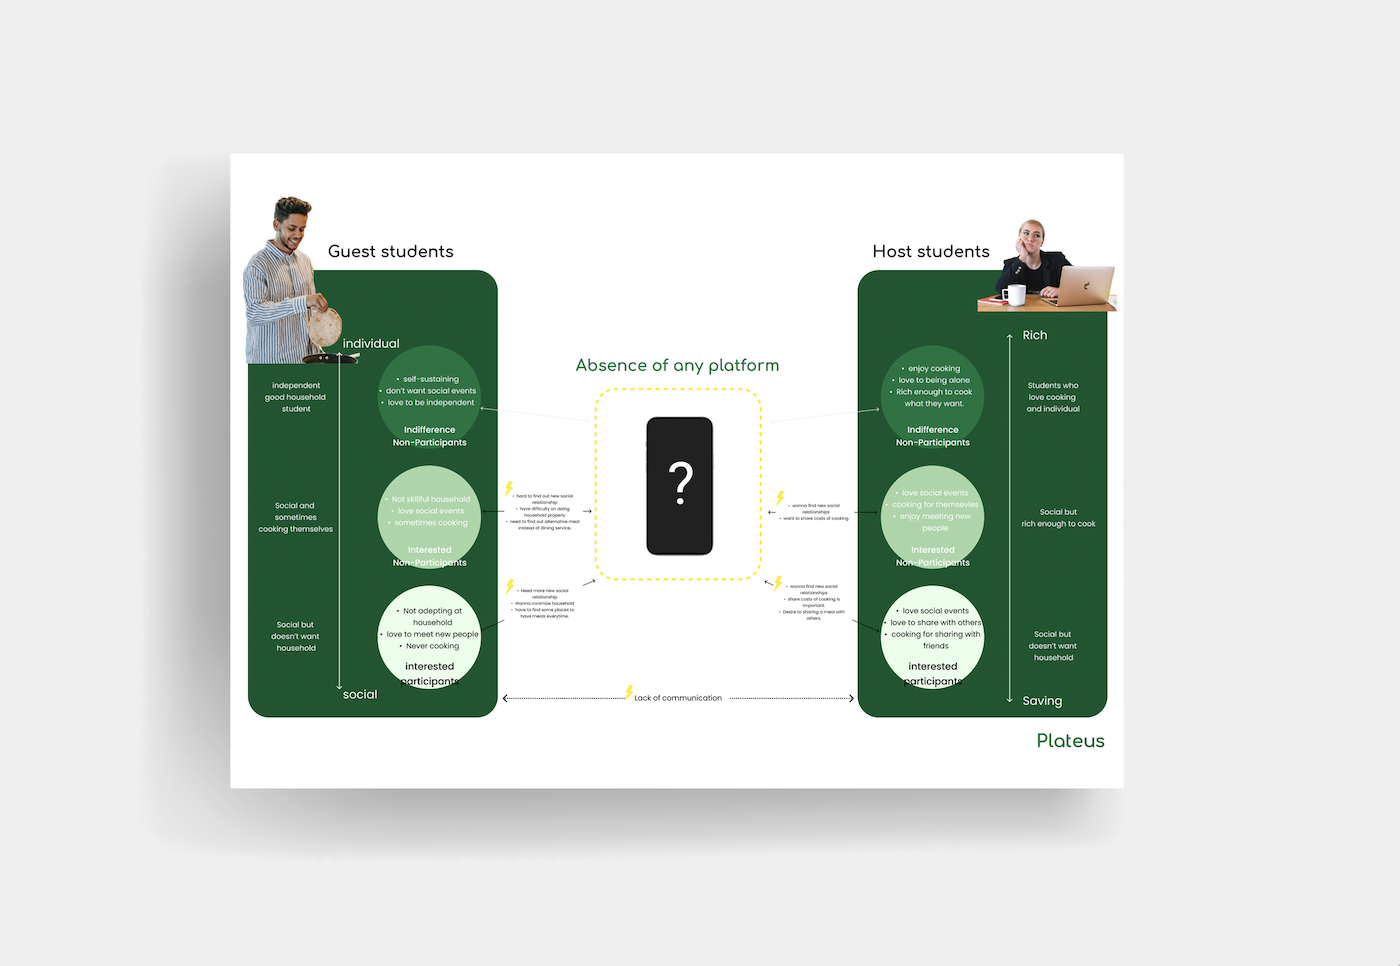 Guest students
individual
independent
good household
student
• self-sustaining
• don't want social events
• love to be independent
Indifference
Non-Participants
Social and
sometimes
cooking themselves
• Not skillful household
• love social events
• sometimes cooking
Interested
Non-Participants
Social but
doesn't want
household
• Not adepting at
household
• love to meet new people
• Never cooking
interested
participants
social
• hard to find out new social
relationship
• have difficulty on doing
household properly
• need to find out alternative meal
instead of dining service.
• Need more new social
relationship
• Wanna minimize household
• have to find some places to
have meals everytime.
Absence of any platform
?
Lack of communication
• wanna find new social
relationships
• want to share costs of cooking
• wanna find new social
relationships
• share costs of cooking is
important.
• Desire to sharing a meal with
others.
Host students
Rich
• enjoy cooking
• love to being alone
• Rich enough to cook
what they want.
Indifference
Non-Participants
Students who
love cooking
and individual
• love social events
• cooking for themsevles
• enjoy meeting new
people
Interested
Non-Participants
Social but
rich enough to cook
• love social events
• love to share with others
• cooking for sharing with
friends
interested
participants
Social but
doesn't want
household
Saving
Plateus